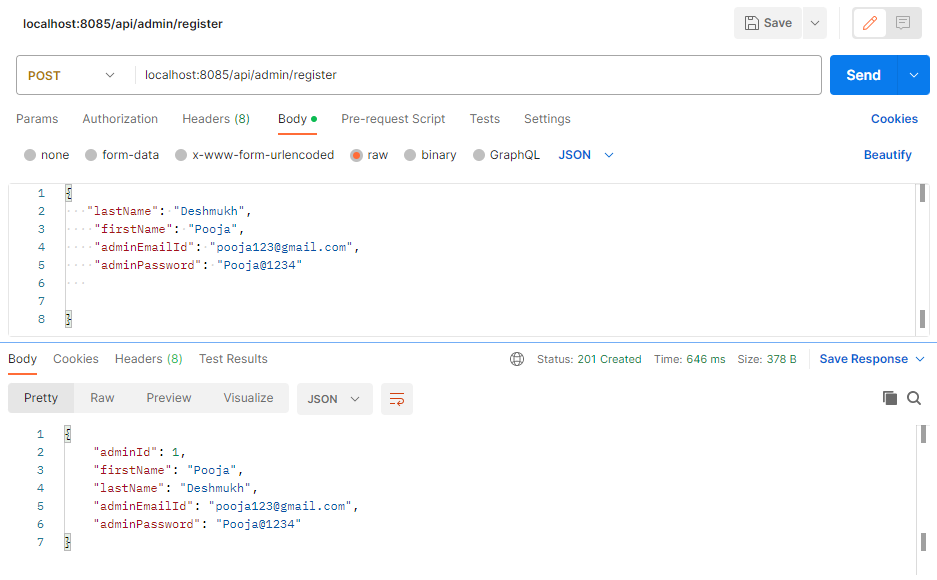 localhost:8085/api/admin/register Save
POST localhost:8085/api/admin/register Send
Params Authorization Headers (8) Body Pre-request Script Tests Settings Cookies
none form-data x-www-form-urlencoded raw binary GraphQL JSON Beautify
1 {
2 "lastName": "Deshmukh",
3 "firstName": "Pooja",
4 "adminEmailId": "pooja123@gmail.com",
5 "adminPassword": "Pooja@1234"
6
7
8 }
Body Cookies Headers (8) Test Results Status: 201 Created Time: 646 ms Size: 378 B Save Response
Pretty Raw Preview Visualize JSON
1 {
2 "adminId": 1,
3 "firstName": "Pooja",
4 "lastName": "Deshmukh",
5 "adminEmailId": "pooja123@gmail.com",
6 "adminPassword": "Pooja@1234"
7 }